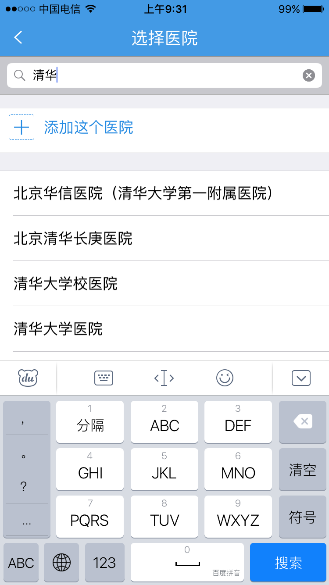 中国电信 上午9:31 99%
选择医院
清华
添加这个医院
北京华信医院（清华大学第一附属医院）
北京清华长庚医院
清华大学校医院
清华大学医院
du
， 1 分隔 2 ABC 3 DEF
。 4 GHI 5 JKL 6 MNO 清空
？
… 7 PQRS 8 TUV 9 WXYZ 符号
ABC 123 0 百度拼音 搜索